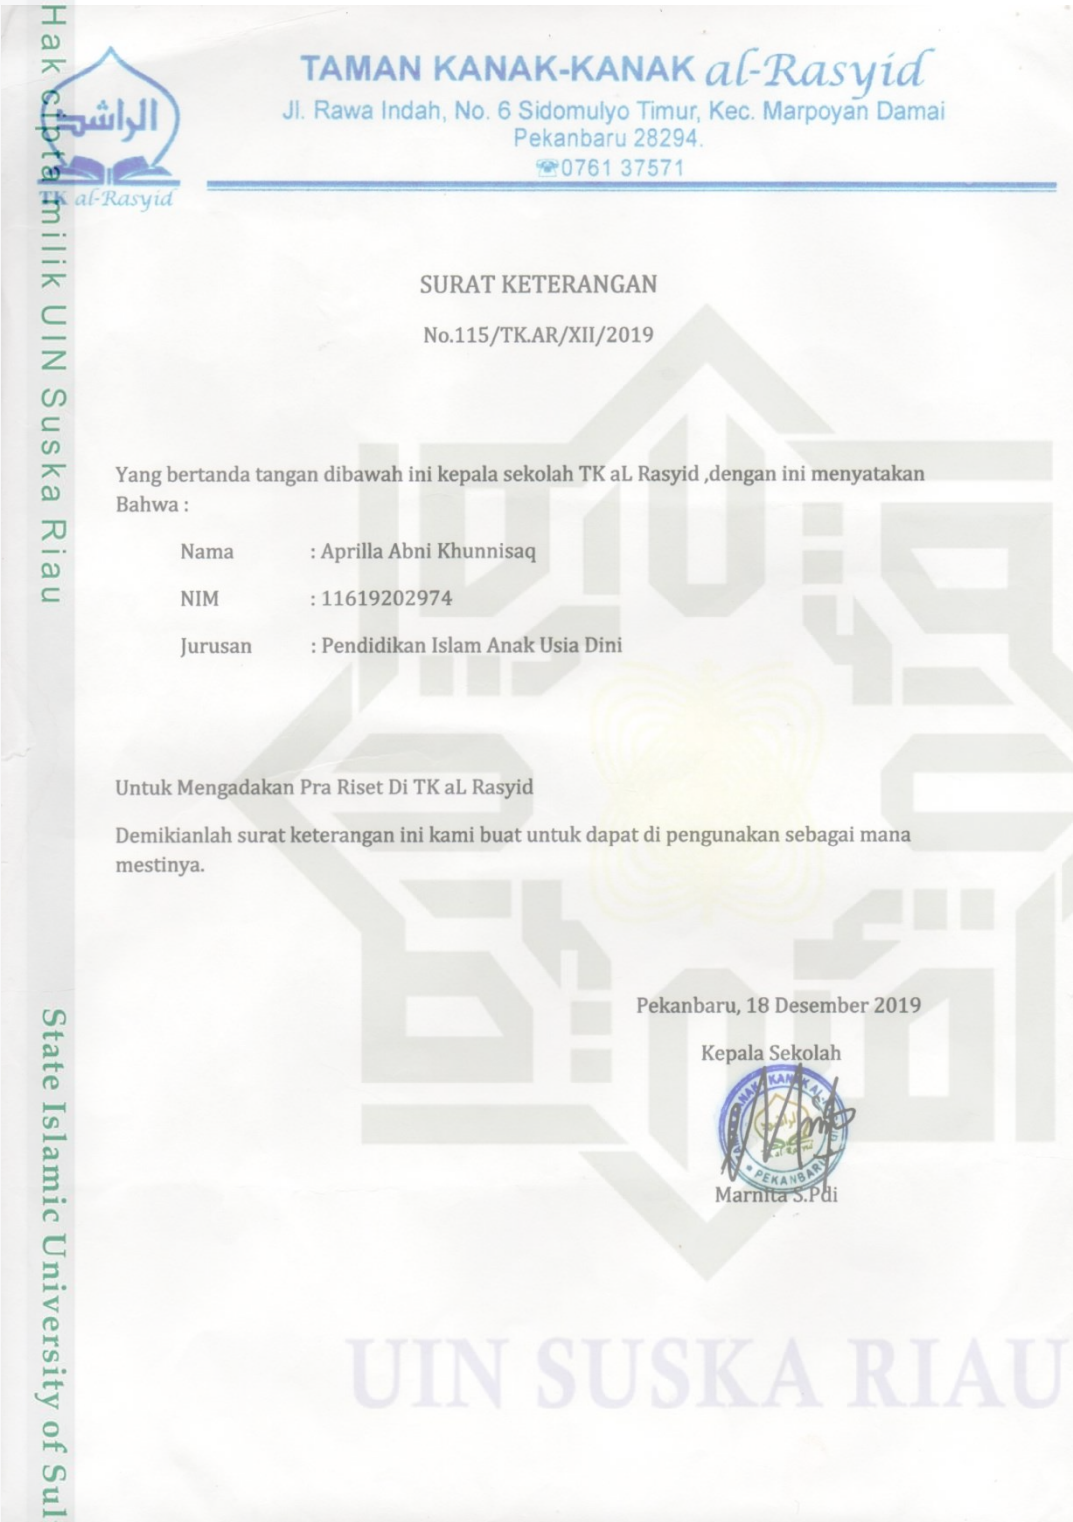 TAMAN KANAK-KANAK al-Rasyid
Jl. Rawa Indah, No. 6 Sidomulyo Timur, Kec. Marpoyan Damai
Pekanbaru 28294.
☏0761 37571
الراشد
TK al-Rasyid
Hak cipta milik UIN Suska Riau
State Islamic University of Sul
SURAT KETERANGAN
No.115/TK.AR/XII/2019
Yang bertanda tangan dibawah ini kepala sekolah TK aL Rasyid ,dengan ini menyatakan
Bahwa :
Nama : Aprilla Abni Khunnisaq
NIM : 11619202974
Jurusan : Pendidikan Islam Anak Usia Dini
Untuk Mengadakan Pra Riset Di TK aL Rasyid
Demikianlah surat keterangan ini kami buat untuk dapat di pengunakan sebagai mana
mestinya.
Pekanbaru, 18 Desember 2019
Kepala Sekolah
PEKANBARU
Marnita S.Pdi
UIN SUSKA RIAU